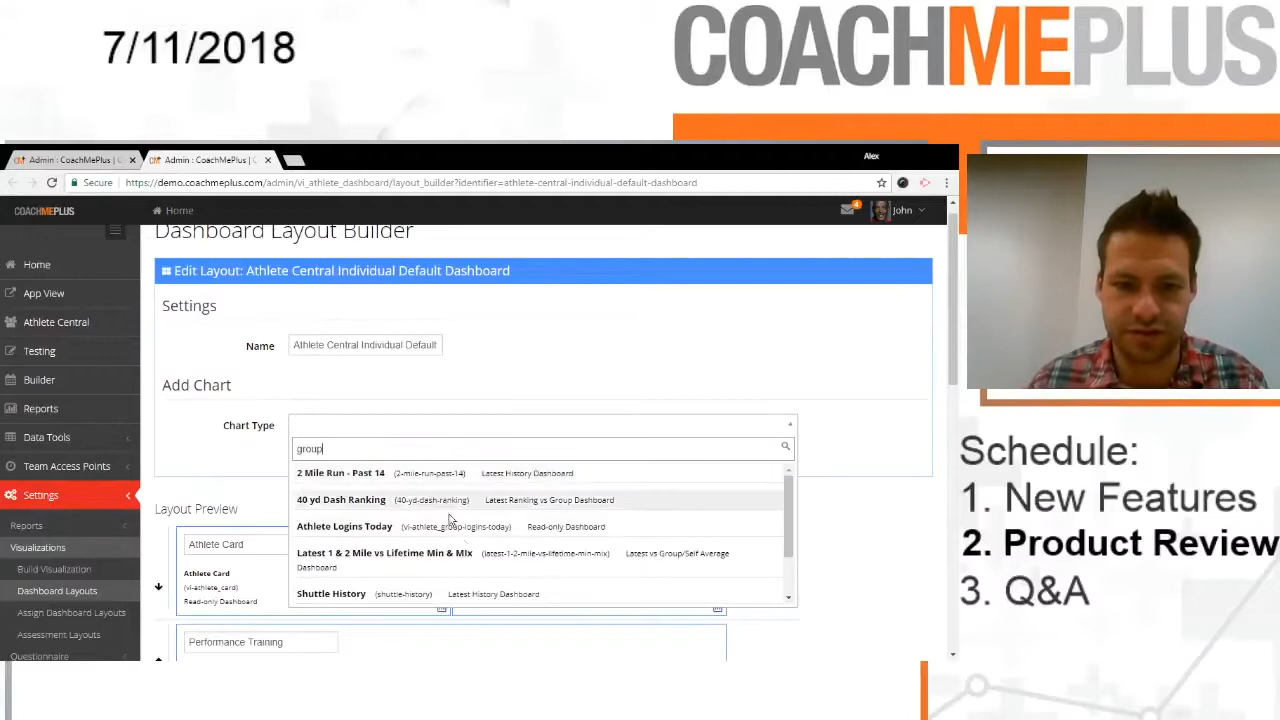 7/11/2018
COACHMEPLUS
Admin : CoachMePlus |
Admin : CoachMePlus |
Alex
Secure
https://demo.coachmeplus.com/admin/vi_athlete_dashboard/layout_builder?identifier=athlete-central-individual-default-dashboard
COACHMEPLUS
Home
4
John
Home
App View
Athlete Central
Testing
Builder
Reports
Data Tools
Team Access Points
Settings
Reports
Visualizations
Build Visualization
Dashboard Layouts
Assign Dashboard Layouts
Assessment Layouts
Questionnaire
Dashboard Layout Builder
Edit Layout: Athlete Central Individual Default Dashboard
Settings
Name
Athlete Central Individual Default
Add Chart
Chart Type
group
2 Mile Run - Past 14 (2-mile-run-past-14) Latest History Dashboard
40 yd Dash Ranking (40-yd-dash-ranking) Latest Ranking vs Group Dashboard
Athlete Logins Today (vi-athlete_group-logins-today) Read-only Dashboard
Latest 1 & 2 Mile vs Lifetime Min & MIx (latest-1-2-mile-vs-lifetime-min-mix) Latest vs Group/Self Average
Dashboard
Shuttle History (shuttle-history) Latest History Dashboard
Layout Preview
Athlete Card
Athlete Card
(vi-athlete_card)
Read-only Dashboard
Performance Training
Schedule:
1. New Features
2. Product Review
3. Q&A